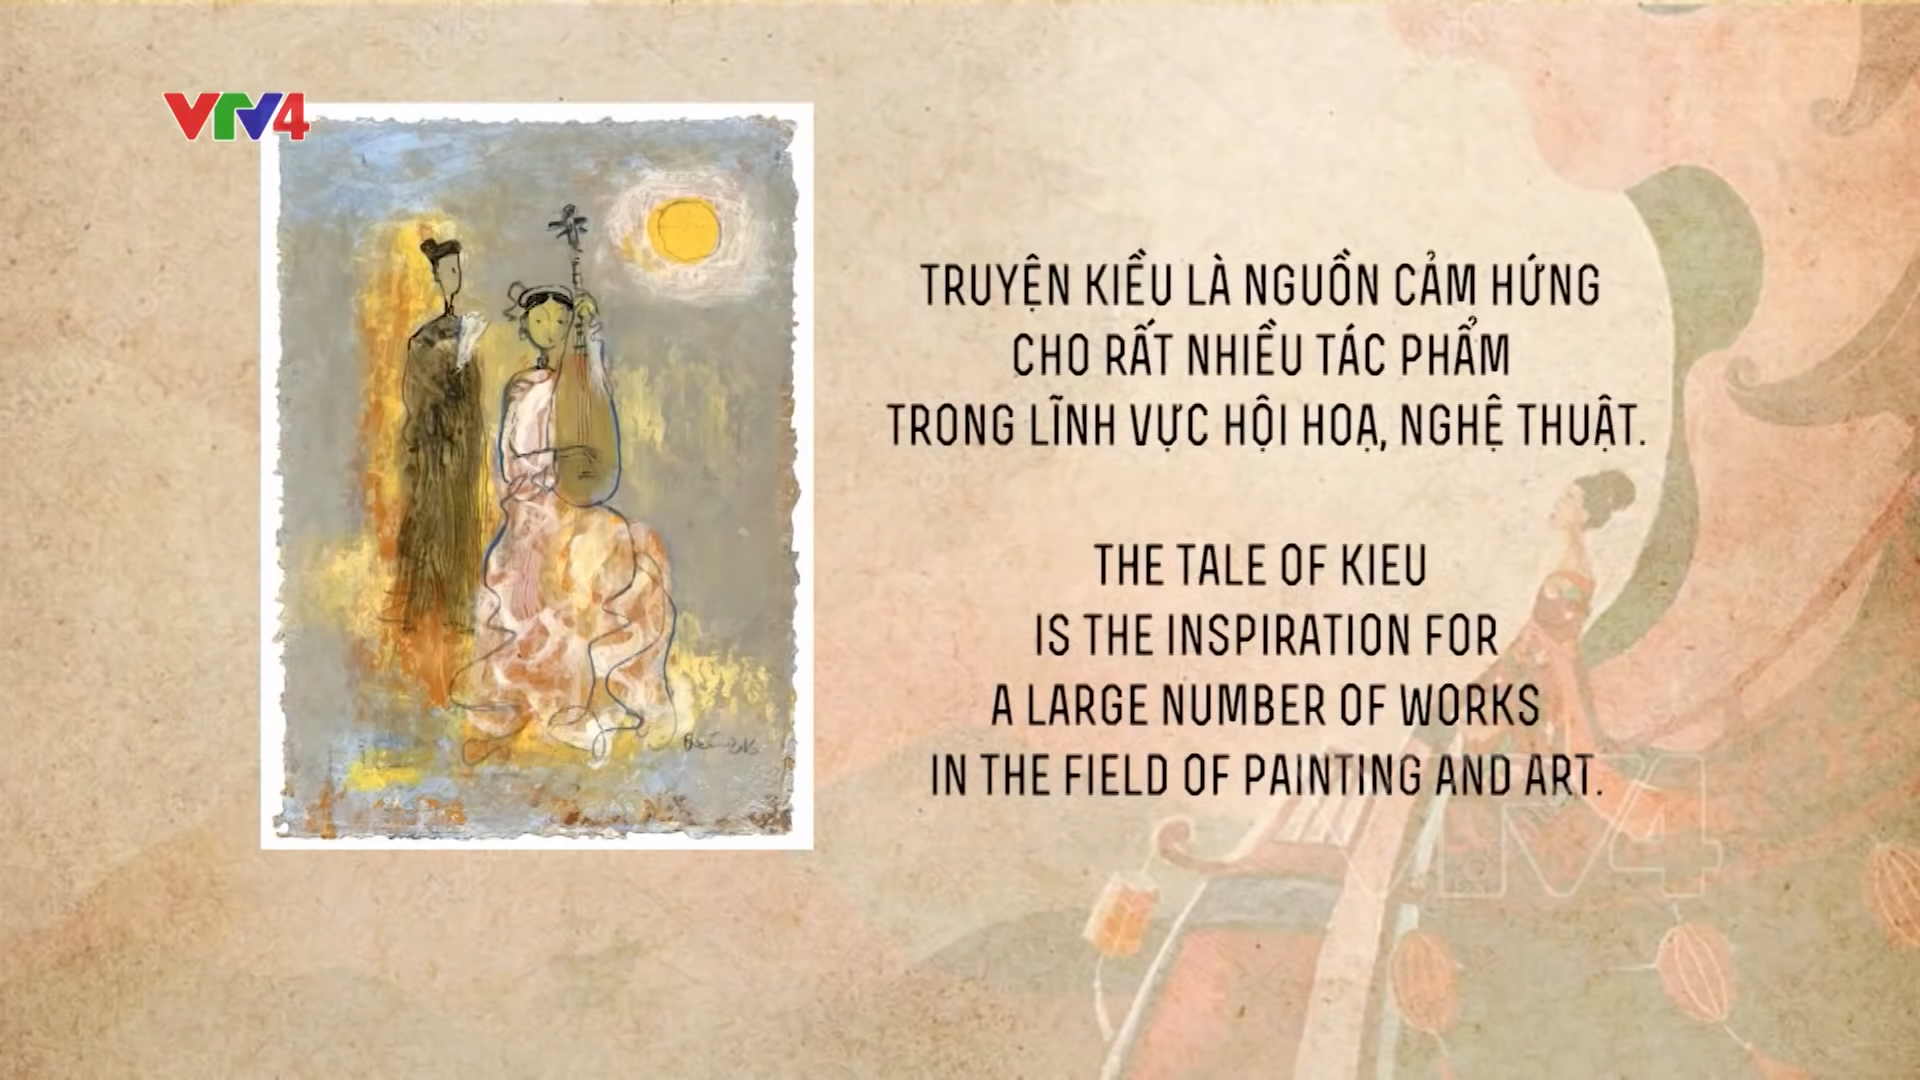 VTV4
TRUYỆN KIỀU LÀ NGUỒN CẢM HỨNG
CHO RẤT NHIỀU TÁC PHẨM
TRONG LĨNH VỰC HỘI HOẠ, NGHỆ THUẬT.
THE TALE OF KIEU
IS THE INSPIRATION FOR
A LARGE NUMBER OF WORKS
IN THE FIELD OF PAINTING AND ART.
VTV4